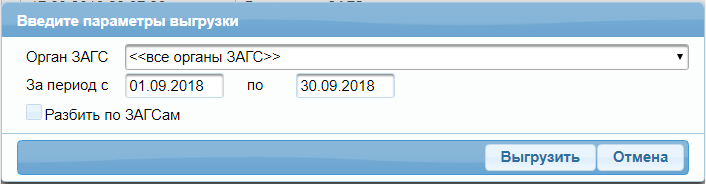 Введите параметры выгрузки
Орган ЗАГС <<все органы ЗАГС>>
За период с 01.09.2018 по 30.09.2018
Разбить по ЗАГСам
Выгрузить Отмена